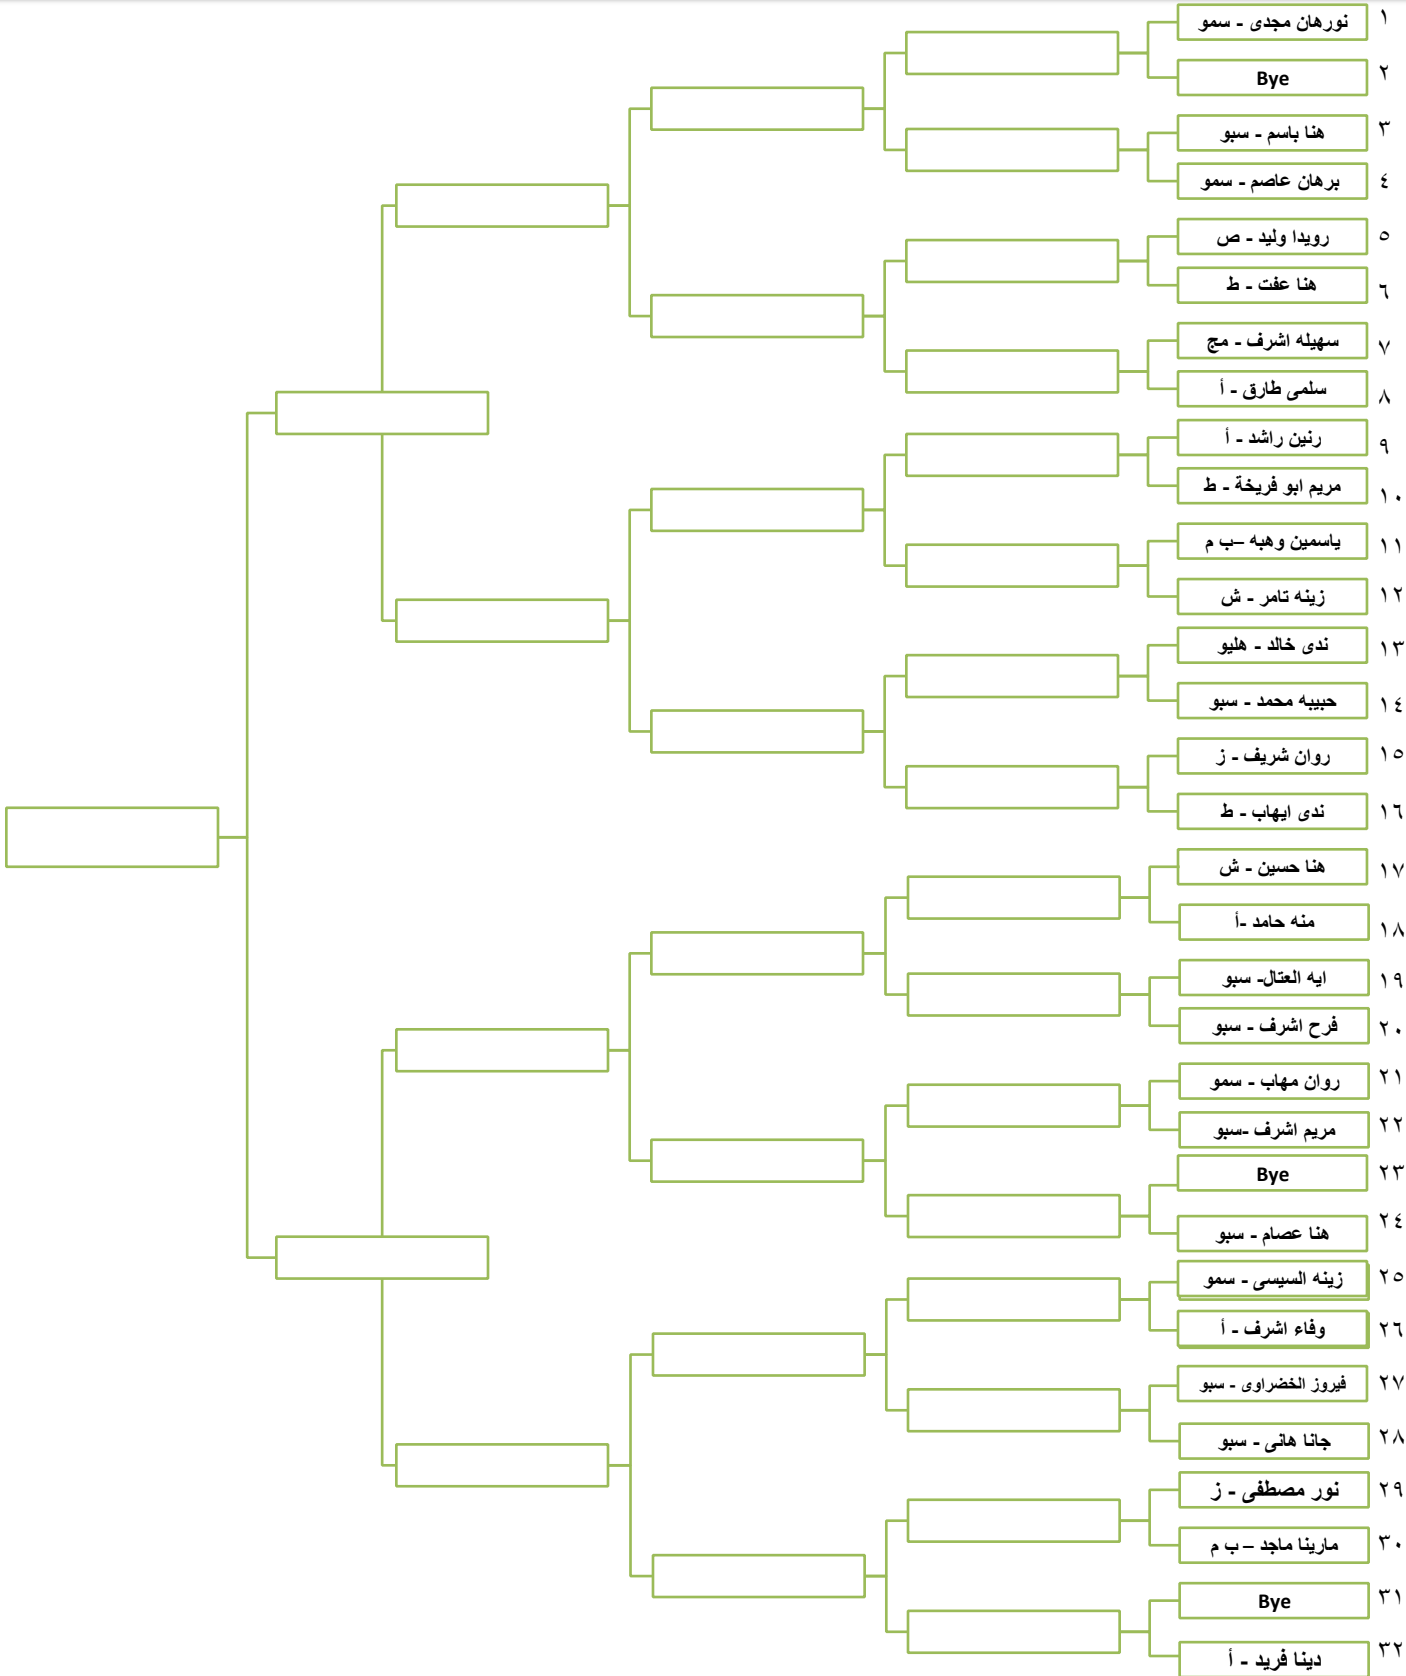 ١ نورهان مجدى - سمو
٢ Bye
٣ هنا باسم - سبو
٤ برهان عاصم - سمو
٥ رويدا وليد - ص
٦ هنا عفت - ط
٧ سهيله اشرف - مج
٨ سلمى طارق - أ
٩ رنين راشد - أ
١٠ مريم ابو فريخة - ط
١١ ياسمين وهبه –ب م
١٢ زينه تامر - ش
١٣ ندى خالد - هليو
١٤ حبيبه محمد - سبو
١٥ روان شريف - ز
١٦ ندى ايهاب - ط
١٧ هنا حسين - ش
١٨ منه حامد -أ
١٩ ايه العتال- سبو
٢٠ فرح اشرف - سبو
٢١ روان مهاب - سمو
٢٢ مريم اشرف -سبو
٢٣ Bye
٢٤ هنا عصام - سبو
٢٥ زينه السيسى - سمو
٢٦ وفاء اشرف - أ
٢٧ فيروز الخضراوى - سبو
٢٨ جانا هانى - سبو
٢٩ نور مصطفى - ز
٣٠ مارينا ماجد – ب م
٣١ Bye
٣٢ دينا فريد - أ